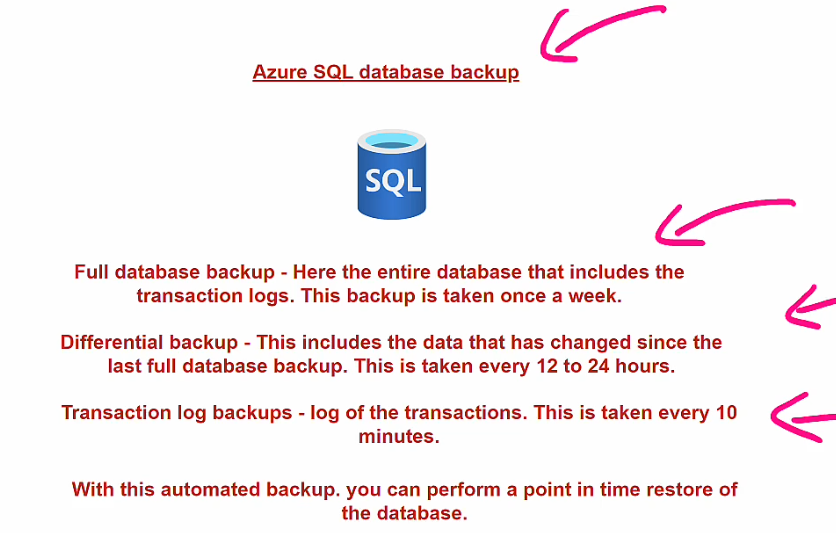 Azure SQL database backup
SQL
Full database backup - Here the entire database that includes the
transaction logs. This backup is taken once a week.
Differential backup - This includes the data that has changed since the
last full database backup. This is taken every 12 to 24 hours.
Transaction log backups - log of the transactions. This is taken every 10
minutes.
With this automated backup. you can perform a point in time restore of
the database.